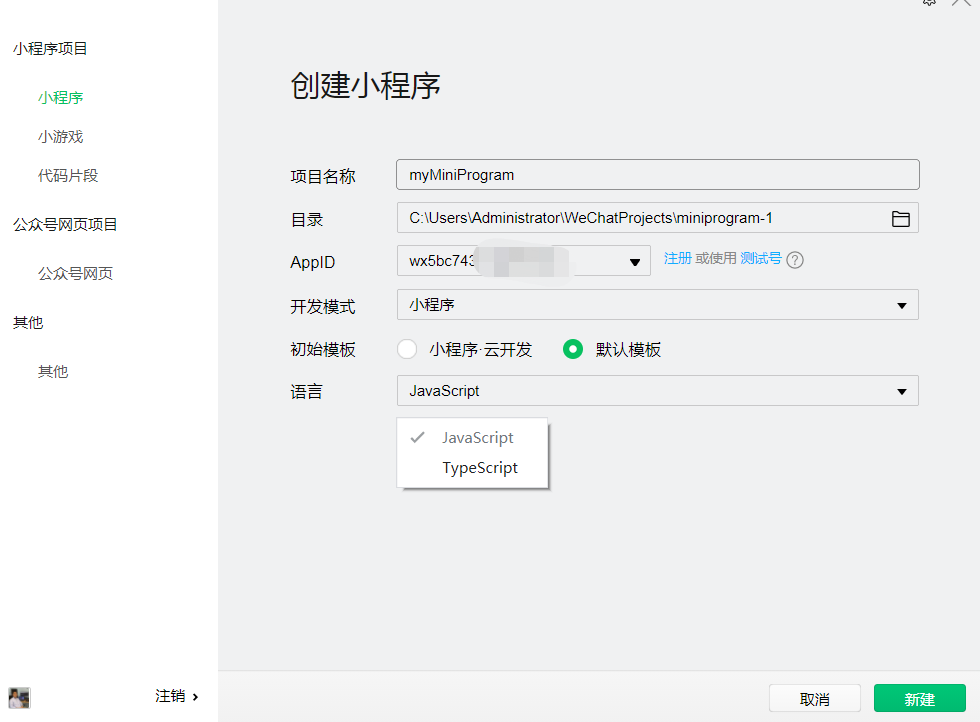 小程序项目
小程序
小游戏
代码片段
公众号网页项目
公众号网页
其他
其他
注销
创建小程序
项目名称 myMiniProgram
目录 C:\Users\Administrator\WeChatProjects\miniprogram-1
AppID wx5bc743 注册 或使用 测试号 ?
开发模式 小程序
初始模板 小程序·云开发 默认模板
语言 JavaScript
JavaScript
TypeScript
取消 新建